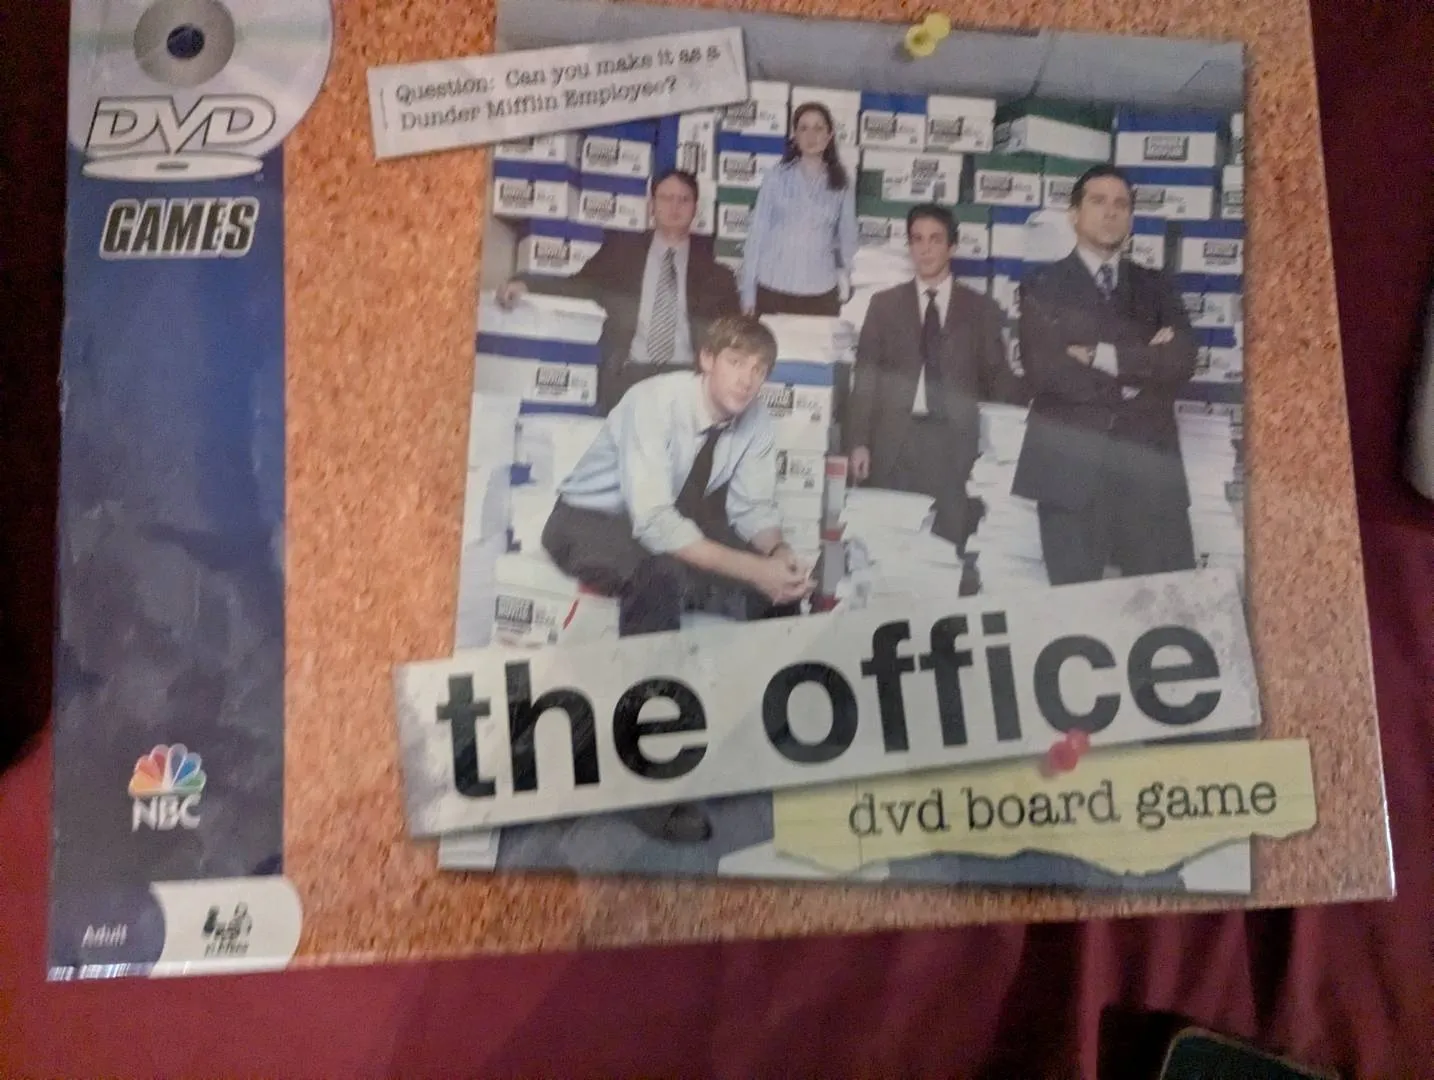 Question: Can you make it as a
Dunder Mifflin Employee?
DVD
GAMES
the office
dvd board game
NBC
Adult